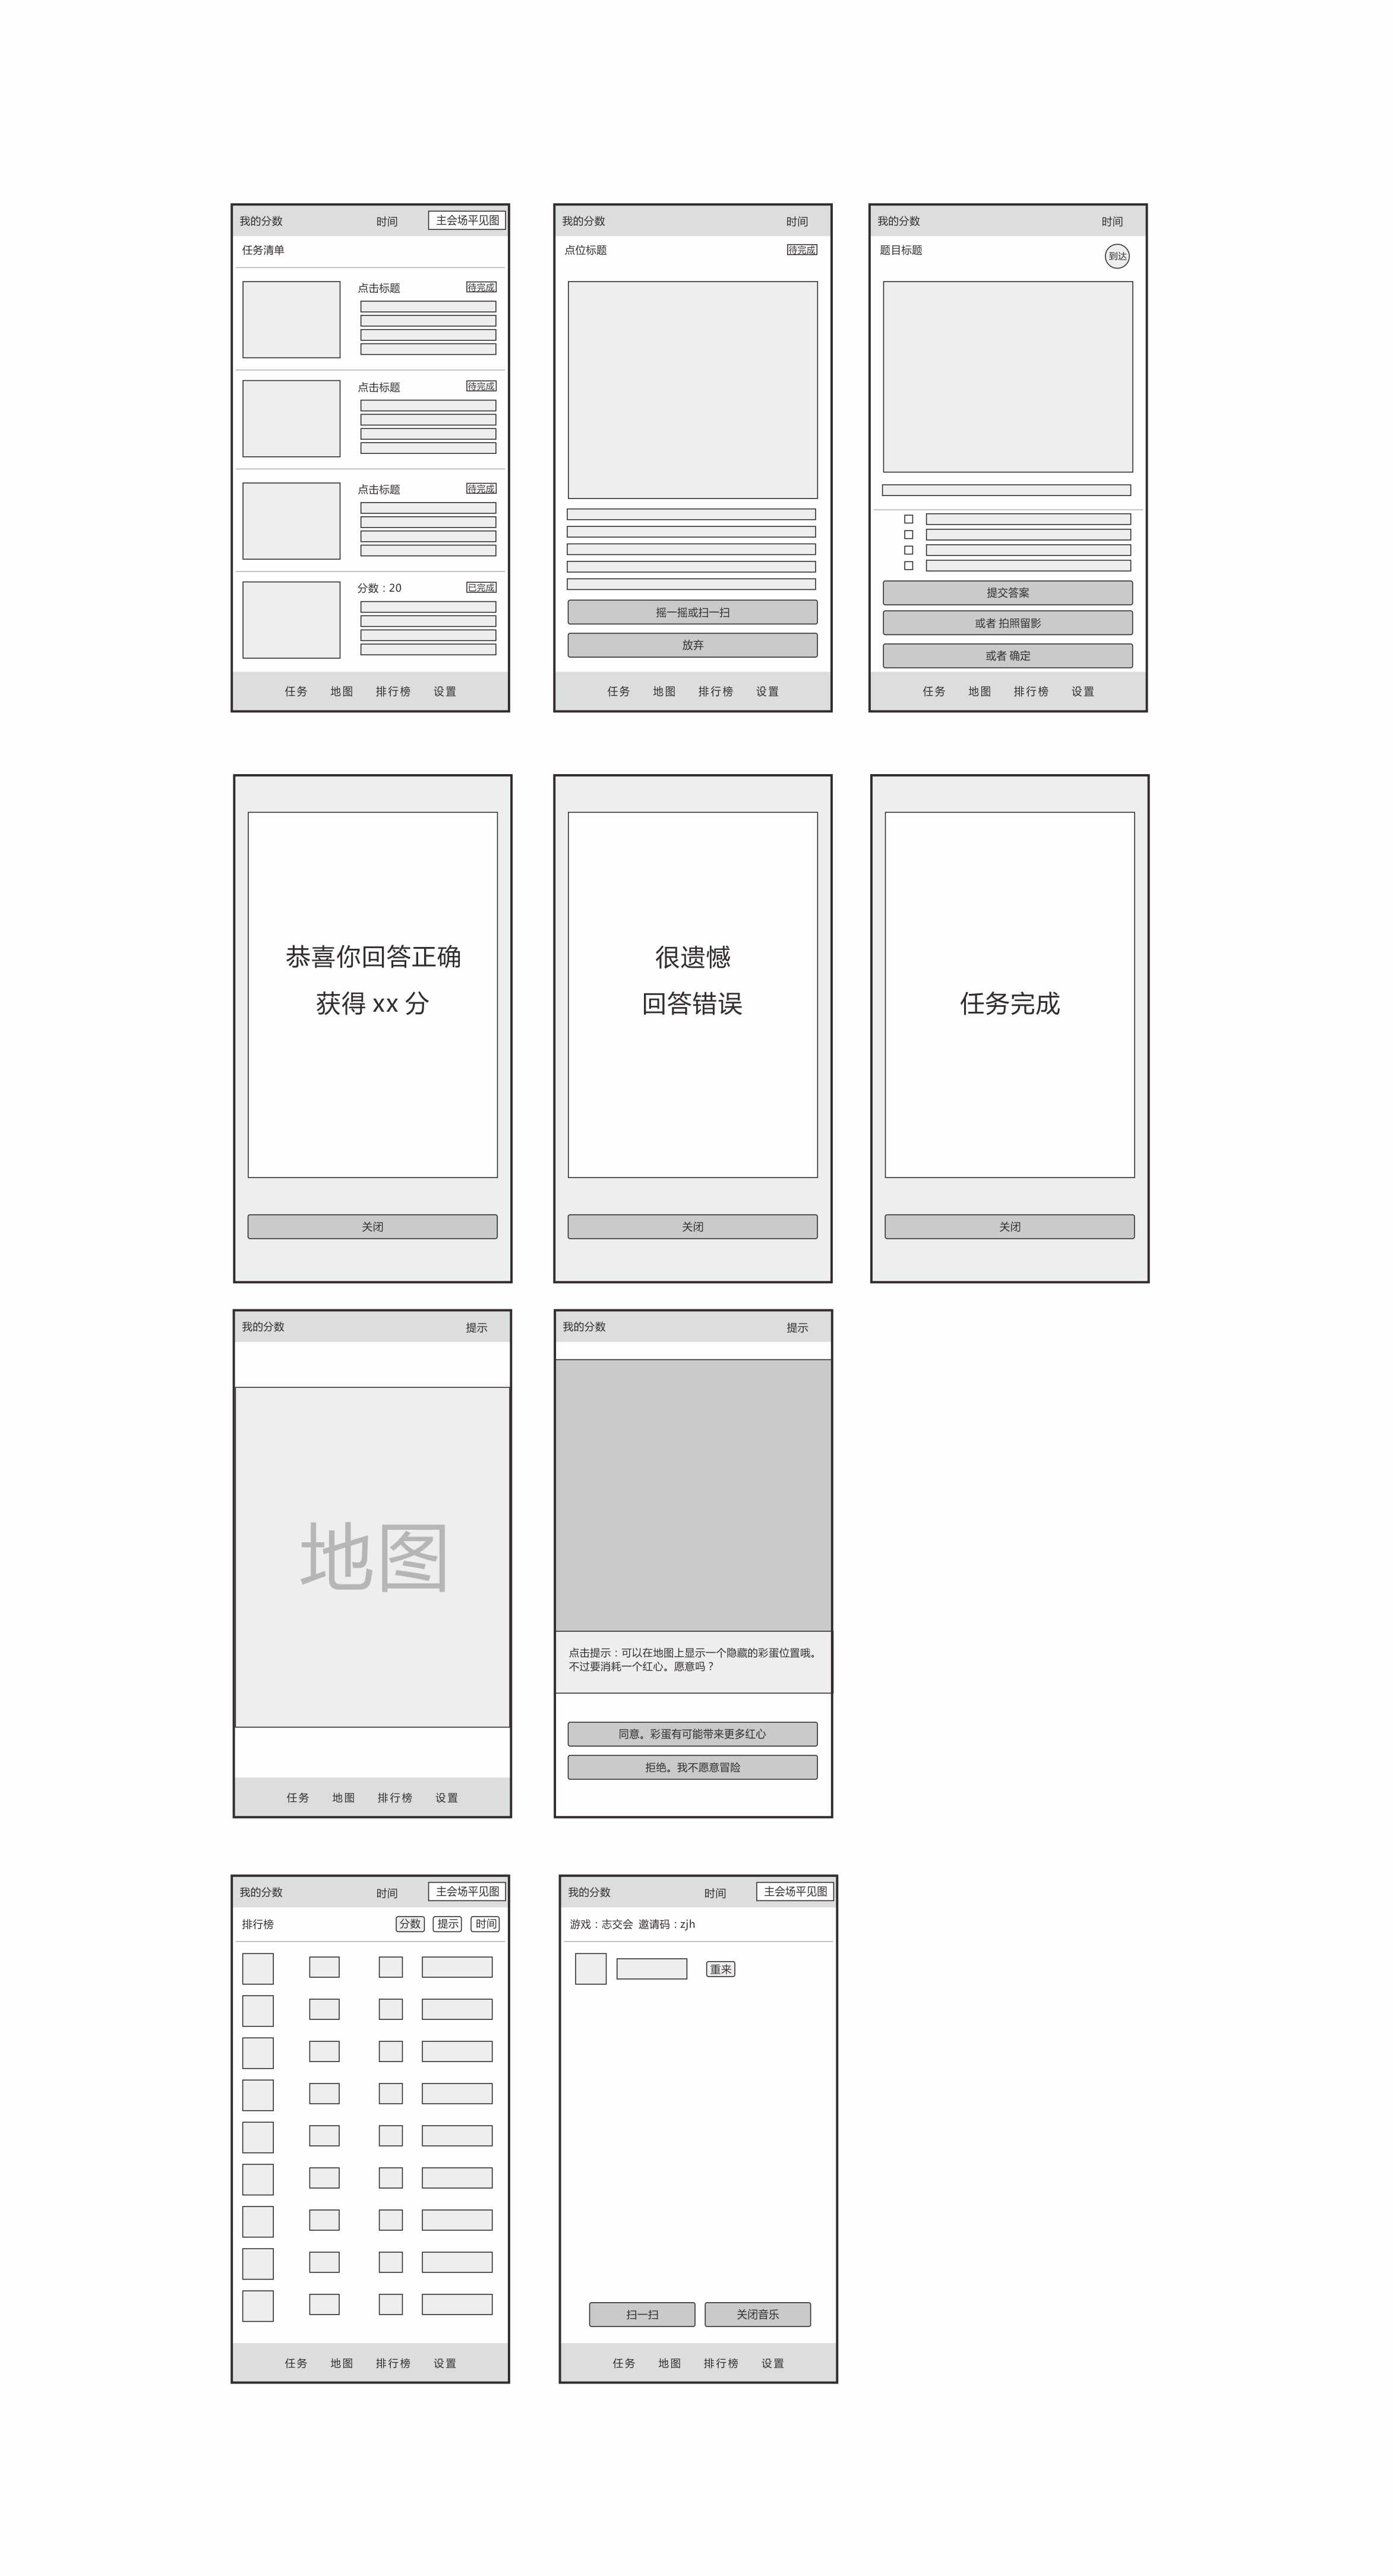 我的分数 时间 主会场平见图
任务清单
点击标题 待完成
点击标题 待完成
点击标题 待完成
分数：20 已完成
任务 地图 排行榜 设置
我的分数 时间
点位标题 待完成
摇一摇或扫一扫
放弃
任务 地图 排行榜 设置
我的分数 时间
题目标题 到达
提交答案
或者 拍照留影
或者 确定
任务 地图 排行榜 设置
恭喜你回答正确
获得 xx 分
关闭
很遗憾
回答错误
关闭
任务完成
关闭
我的分数 提示
地图
任务 地图 排行榜 设置
我的分数 提示
点击提示：可以在地图上显示一个隐藏的彩蛋位置哦。
不过要消耗一个红心。愿意吗？
同意。彩蛋有可能带来更多红心
拒绝。我不愿意冒险
我的分数 时间 主会场平见图
排行榜 分数 提示 时间
任务 地图 排行榜 设置
我的分数 时间 主会场平见图
游戏：志交会 邀请码：zjh
重来
扫一扫 关闭音乐
任务 地图 排行榜 设置